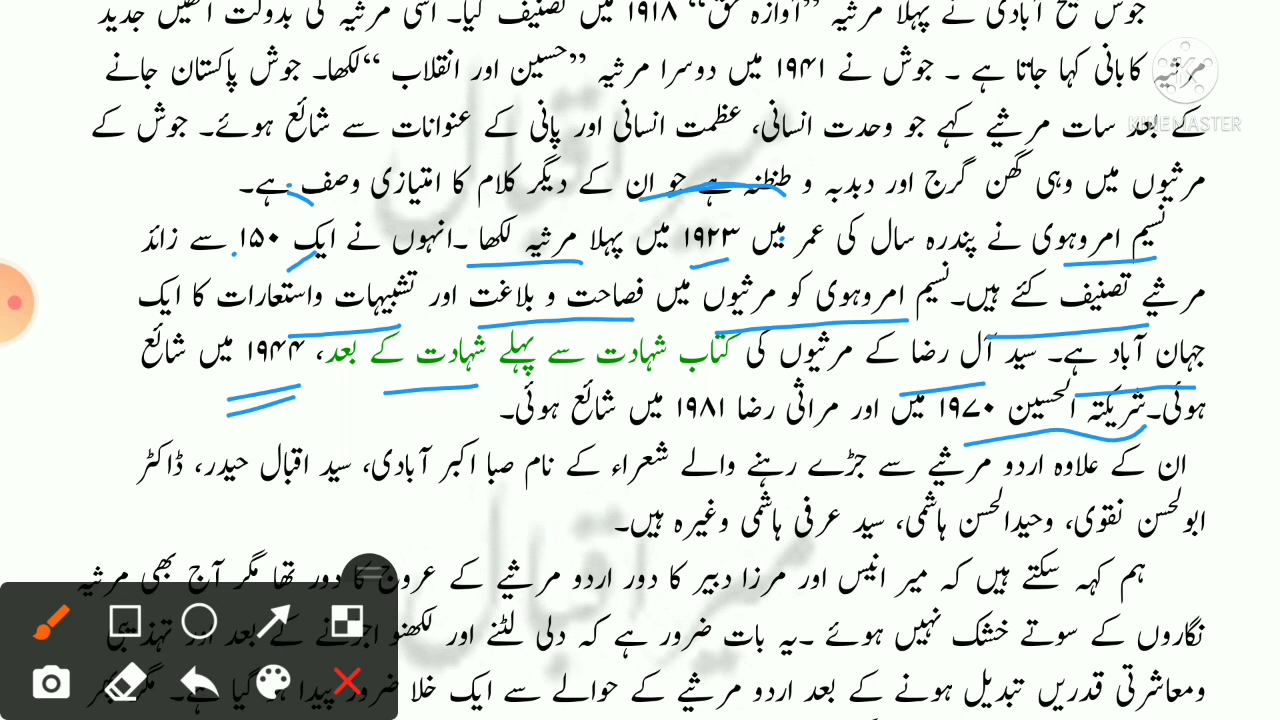 جوش ملیح آبادی نے پہلا مرثیہ ”آوازہ حق“ ۱۹۱۸ میں تصنیف کیا۔ اسی مرثیہ کی بدولت انھیں جدید
مرثیہ کا بانی کہا جاتا ہے ۔ جوش نے ۱۹۴۱ میں دوسرا مرثیہ ”حسین اور انقلاب“ لکھا۔ جوش پاکستان جانے
کے بعد سات مرثیے کہے جو وحدت انسانی، عظمت انسانی اور پانی کے عنوانات سے شائع ہوئے۔ جوش کے
مرثیوں میں وہی گھن گرج اور دبدبہ و طنطنہ ہے جو ان کے دیگر کلام کا امتیازی وصف ہے۔
نسیم امروہوی نے پندرہ سال کی عمر میں ۱۹۲۳ میں پہلا مرثیہ لکھا ۔انہوں نے ایک ۱۵۰ سے زائد
مرثیے تصنیف کئے ہیں۔نسیم امروہوی کو مرثیوں میں فصاحت و بلاغت اور تشبیہات واستعارات کا ایک
جہان آباد ہے۔ سید آل رضا کے مرثیوں کی کتاب شہادت سے پہلے شہادت کے بعد، ۱۹۴۴ میں شائع
ہوئی۔شریکتہ الحسین ۱۹۷۰ میں اور مراثی رضا ۱۹۸۱ میں شائع ہوئی۔
ان کے علاوہ اردو مرثیے سے جڑے رہنے والے شعراء کے نام صبا اکبر آبادی، سید اقبال حیدر، ڈاکٹر
ابوالحسن نقوی، وحیدالحسن ہاشمی، سید عرفی ہاشمی وغیرہ ہیں۔
ہم کہہ سکتے ہیں کہ میر انیس اور مرزا دبیر کا دور اردو مرثیے کے عروج کا دور تھا مگر آج بھی مرثیہ
نگاروں کے سوتے خشک نہیں ہوئے ۔یہ بات ضرور ہے کہ دلی لٹنے اور لکھنو اجڑنے کے بعد اور تہذیبی
ومعاشرتی قدریں تبدیل ہونے کے بعد اردو مرثیے کے حوالے سے ایک خلا ضرور پیدا ہو گیا ہے۔
میر اقبال
میر اقبال
KINEMASTER